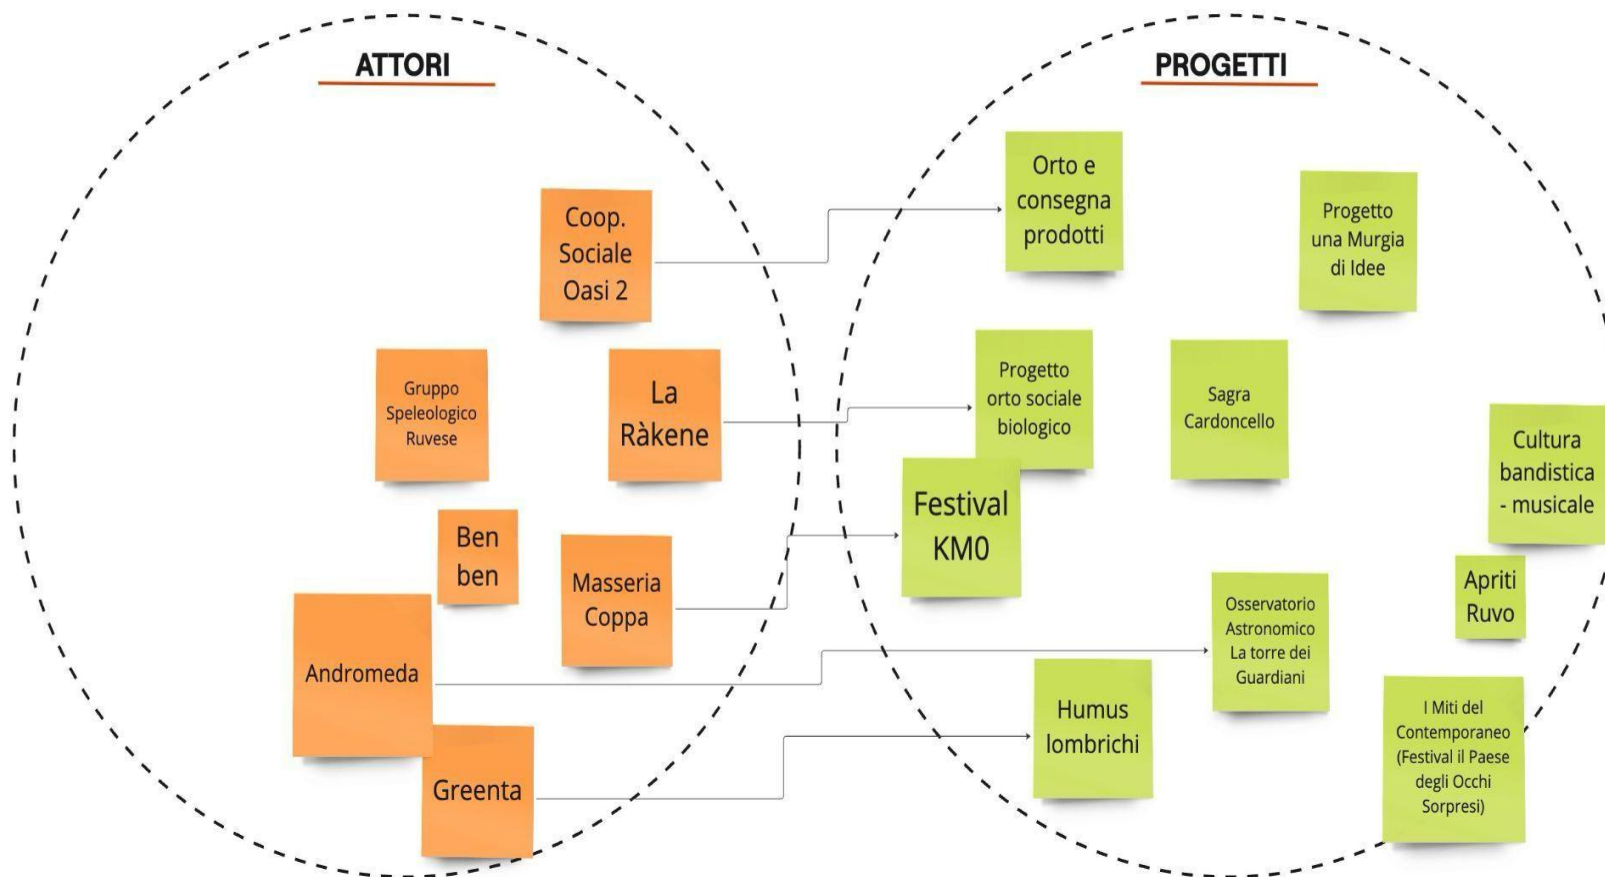 ATTORI
Coop.
Sociale
Oasi 2
Gruppo
Speleologico
Ruvese
La
Ràkene
Ben
ben
Masseria
Coppa
Andromeda
Greenta
PROGETTI
Orto e
consegna
prodotti
Progetto
una Murgia
di Idee
Progetto
orto sociale
biologico
Sagra
Cardoncello
Cultura
bandistica
- musicale
Festival
KM0
Apriti
Ruvo
Osservatorio
Astronomico
La torre dei
Guardiani
Humus
lombrichi
I Miti del
Contemporaneo
(Festival il Paese
degli Occhi
Sorpresi)